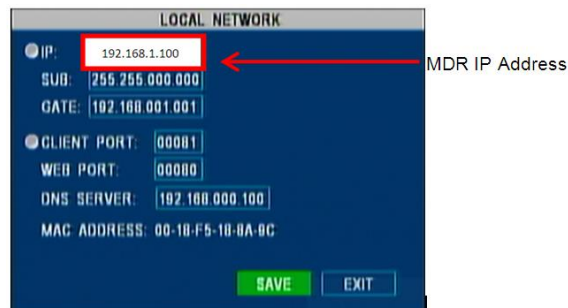 LOCAL NETWORK
IP: 192.168.1.100
MDR IP Address
SUB: 255.255.000.000
GATE: 192.168.001.001
CLIENT PORT: 00081
WEB PORT: 00080
DNS SERVER: 192.168.000.100
MAC ADDRESS: 00-18-F5-18-8A-9C
SAVE EXIT